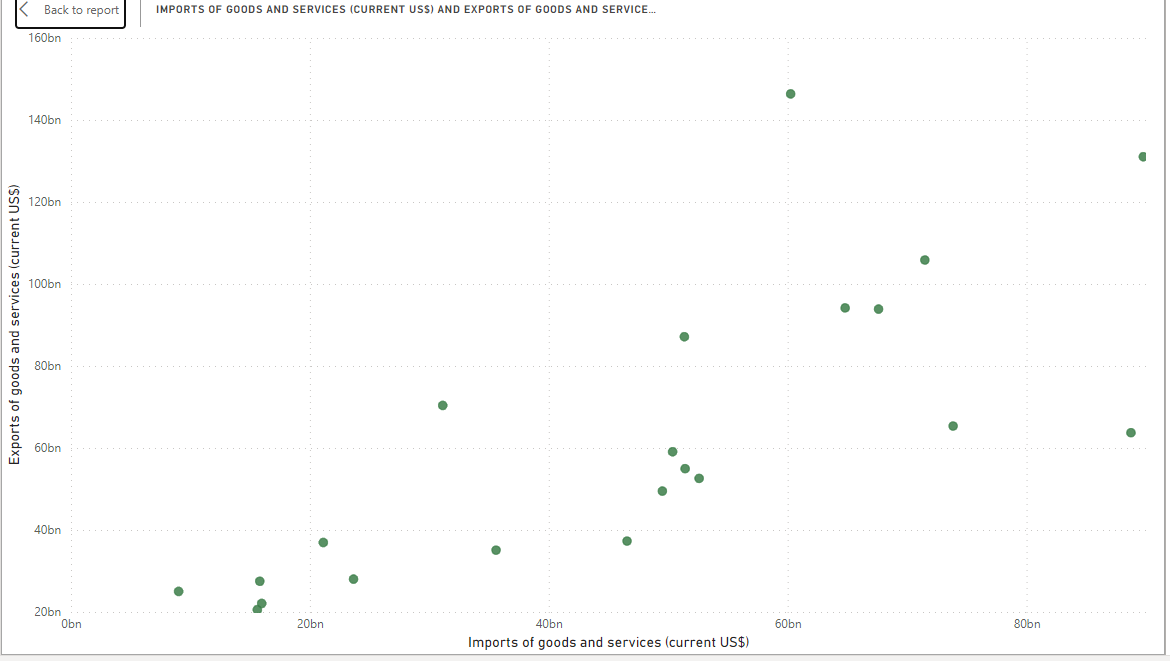 Back to report
IMPORTS OF GOODS AND SERVICES (CURRENT US$) AND EXPORTS OF GOODS AND SERVICE...
160bn
140bn
120bn
100bn
80bn
60bn
40bn
20bn
Exports of goods and services (current US$)
0bn 20bn 40bn 60bn 80bn
Imports of goods and services (current US$)